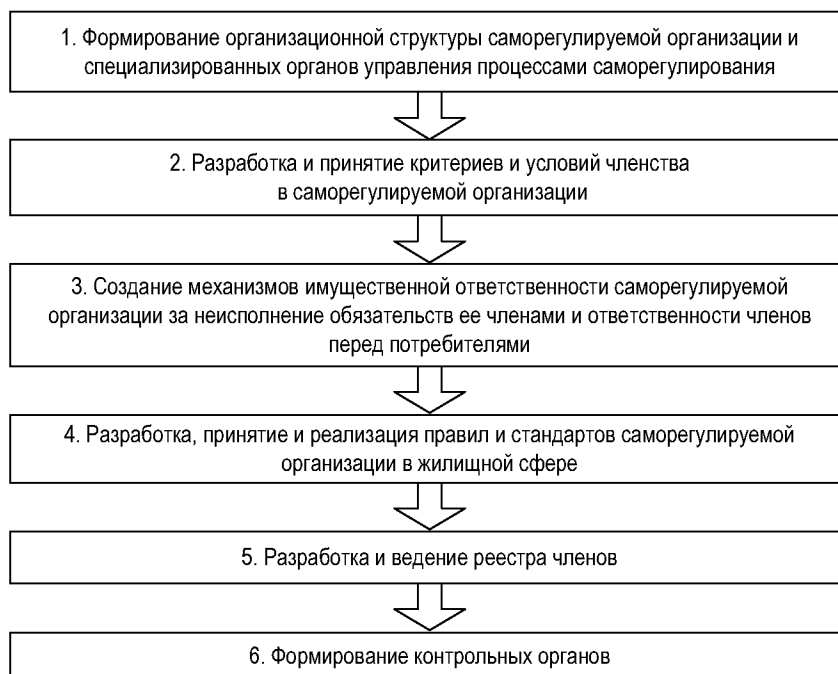 1. Формирование организационной структуры саморегулируемой организации и
специализированных органов управления процессами саморегулирования
2. Разработка и принятие критериев и условий членства
в саморегулируемой организации
3. Создание механизмов имущественной ответственности саморегулируемой
организации за неисполнение обязательств ее членами и ответственности членов
перед потребителями
4. Разработка, принятие и реализация правил и стандартов саморегулируемой
организации в жилищной сфере
5. Разработка и ведение реестра членов
6. Формирование контрольных органов